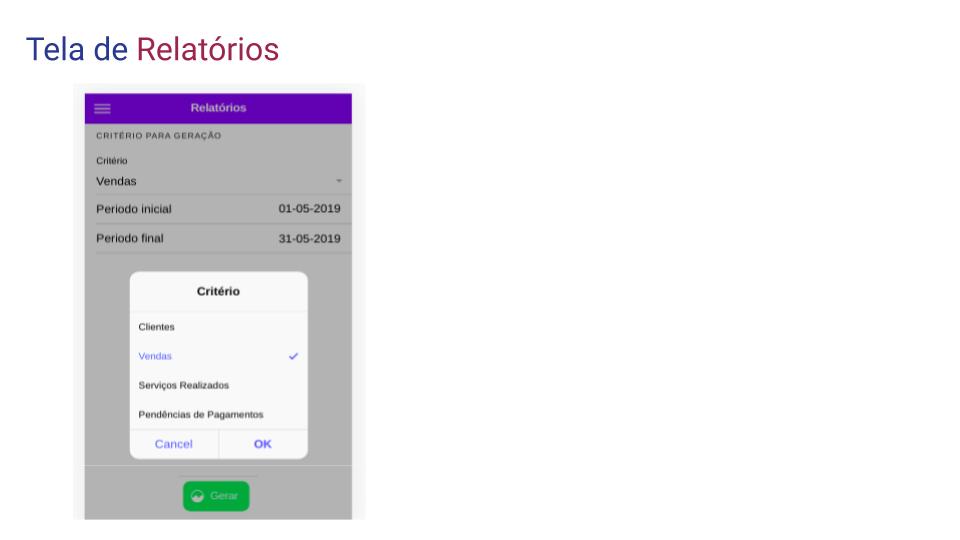 Tela de Relatórios
Relatórios
CRITÉRIO PARA GERAÇÃO
Critério
Vendas
Periodo inicial 01-05-2019
Periodo final 31-05-2019
Critério
Clientes
Vendas
Serviços Realizados
Pendências de Pagamentos
Cancel OK
Gerar